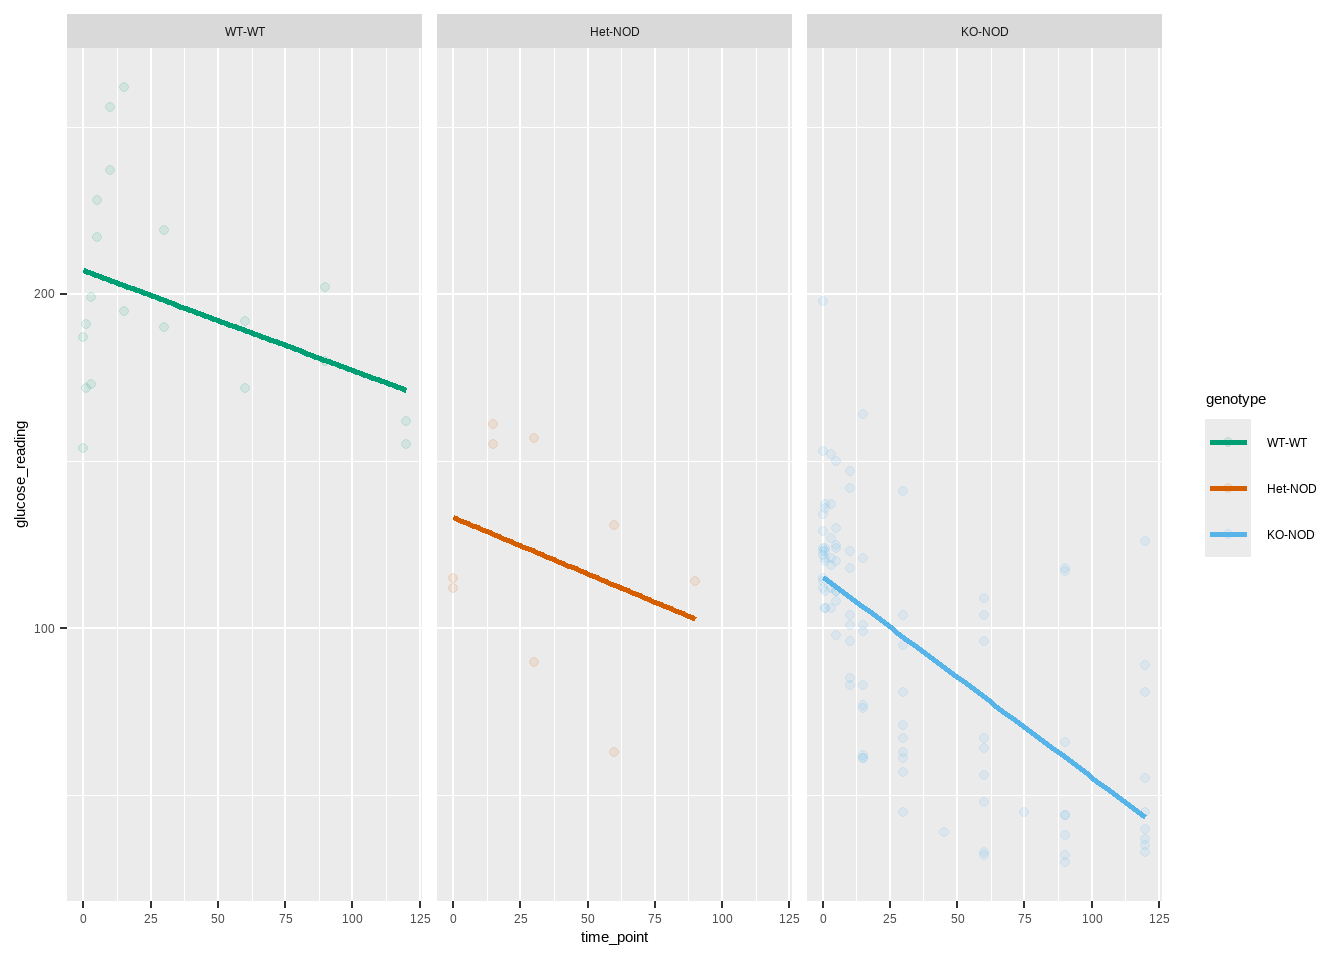 WT-WT Het-NOD KO-NOD
200
100
glucose_reading
0 25 50 75 100 125 0 25 50 75 100 125 0 25 50 75 100 125
time_point
genotype
WT-WT
Het-NOD
KO-NOD